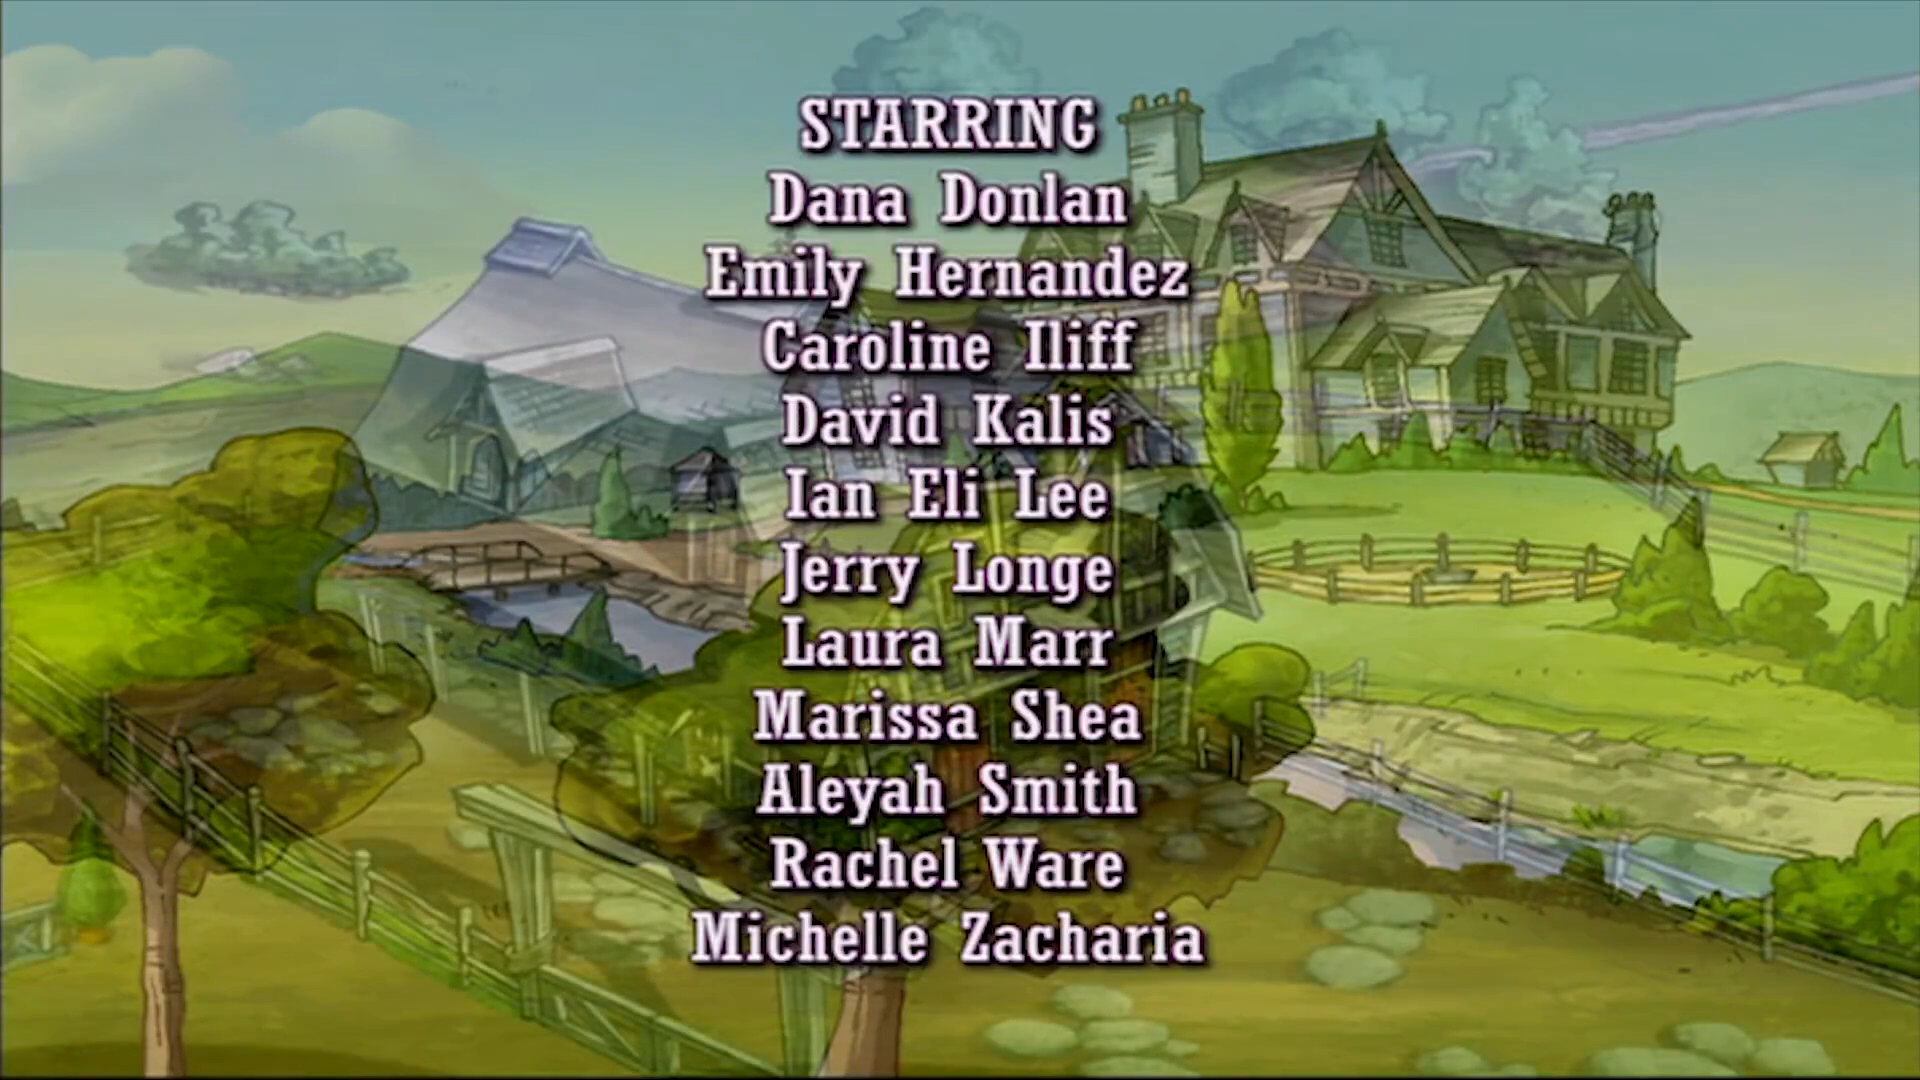 STARRING
Dana Donlan
Emily Hernandez
Caroline Iliff
David Kalis
Ian Eli Lee
Jerry Longe
Laura Marr
Marissa Shea
Aleyah Smith
Rachel Ware
Michelle Zacharia